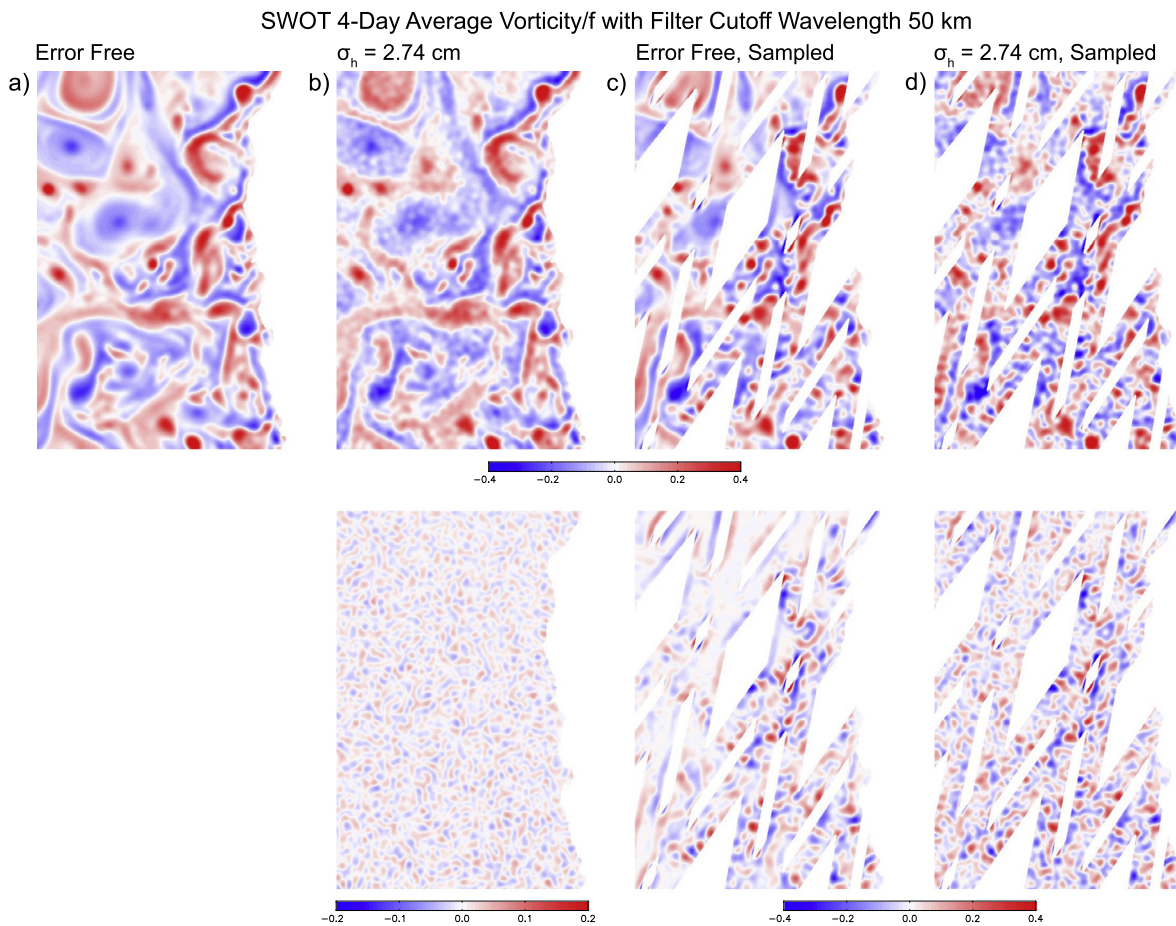 SWOT 4-Day Average Vorticity/f with Filter Cutoff Wavelength 50 km
Error Free
σh = 2.74 cm
Error Free, Sampled
σh = 2.74 cm, Sampled
a)
b)
c)
d)
−0.4 −0.2 0.0 0.2 0.4
−0.2 −0.1 0.0 0.1 0.2
−0.4 −0.2 0.0 0.2 0.4